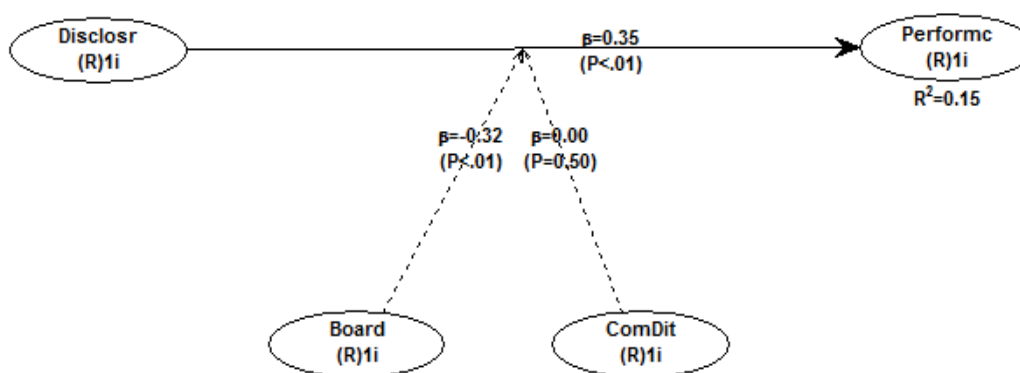 Disclosr
(R)1i
β=0.35
(P<.01)
Performc
(R)1i
R²=0.15
β=-0.32
(P<.01)
β=0.00
(P=0.50)
Board
(R)1i
ComDit
(R)1i